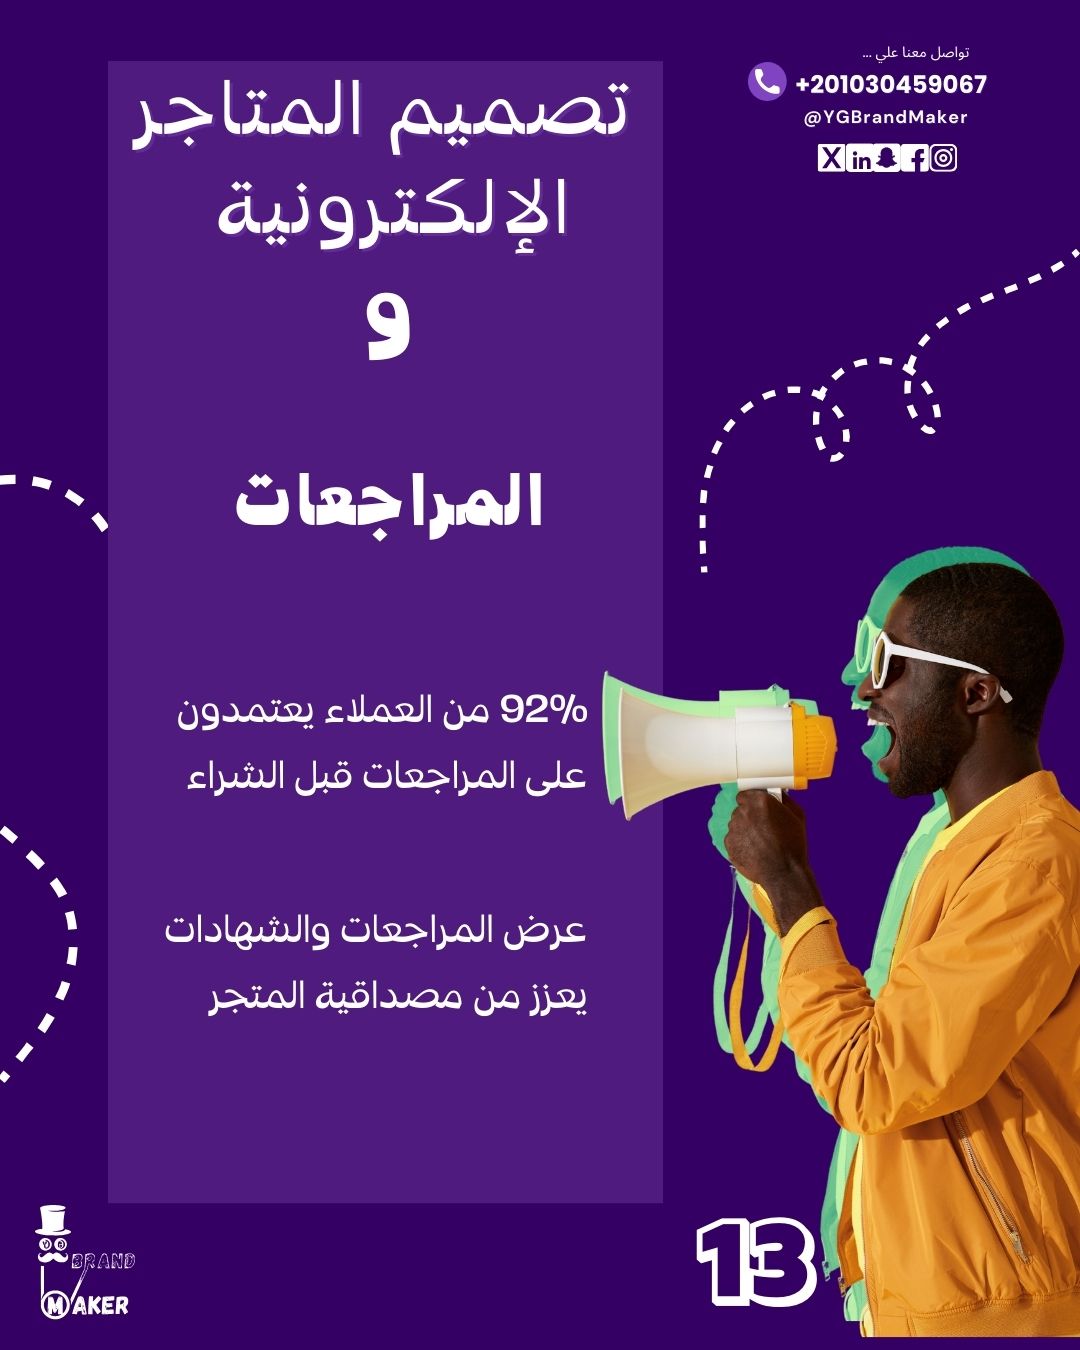 تواصل معنا علي ...
+201030459067
@YGBrandMaker
تصميم المتاجر
الإلكترونية
و
المراجعات
92% من العملاء يعتمدون
على المراجعات قبل الشراء
عرض المراجعات والشهادات
يعزز من مصداقية المتجر
13
BRAND
MAKER